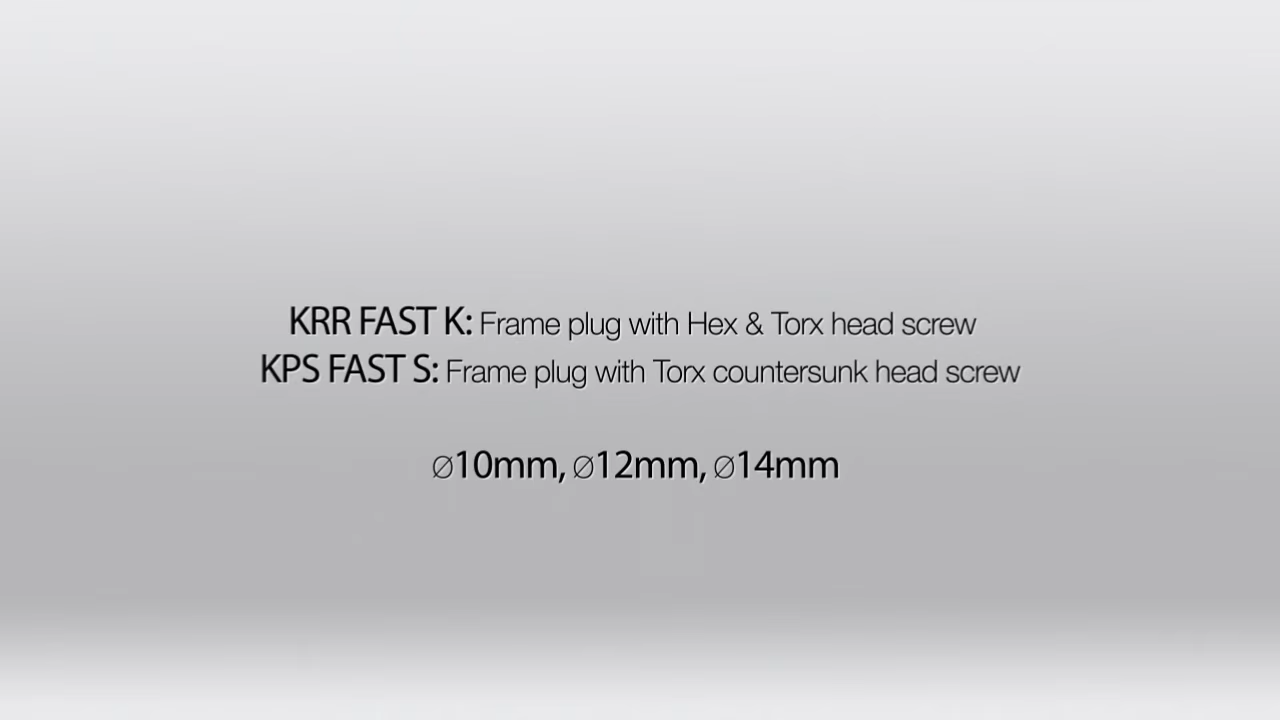 KRR FAST K: Frame plug with Hex & Torx head screw
KPS FAST S: Frame plug with Torx countersunk head screw
∅10mm, ∅12mm, ∅14mm